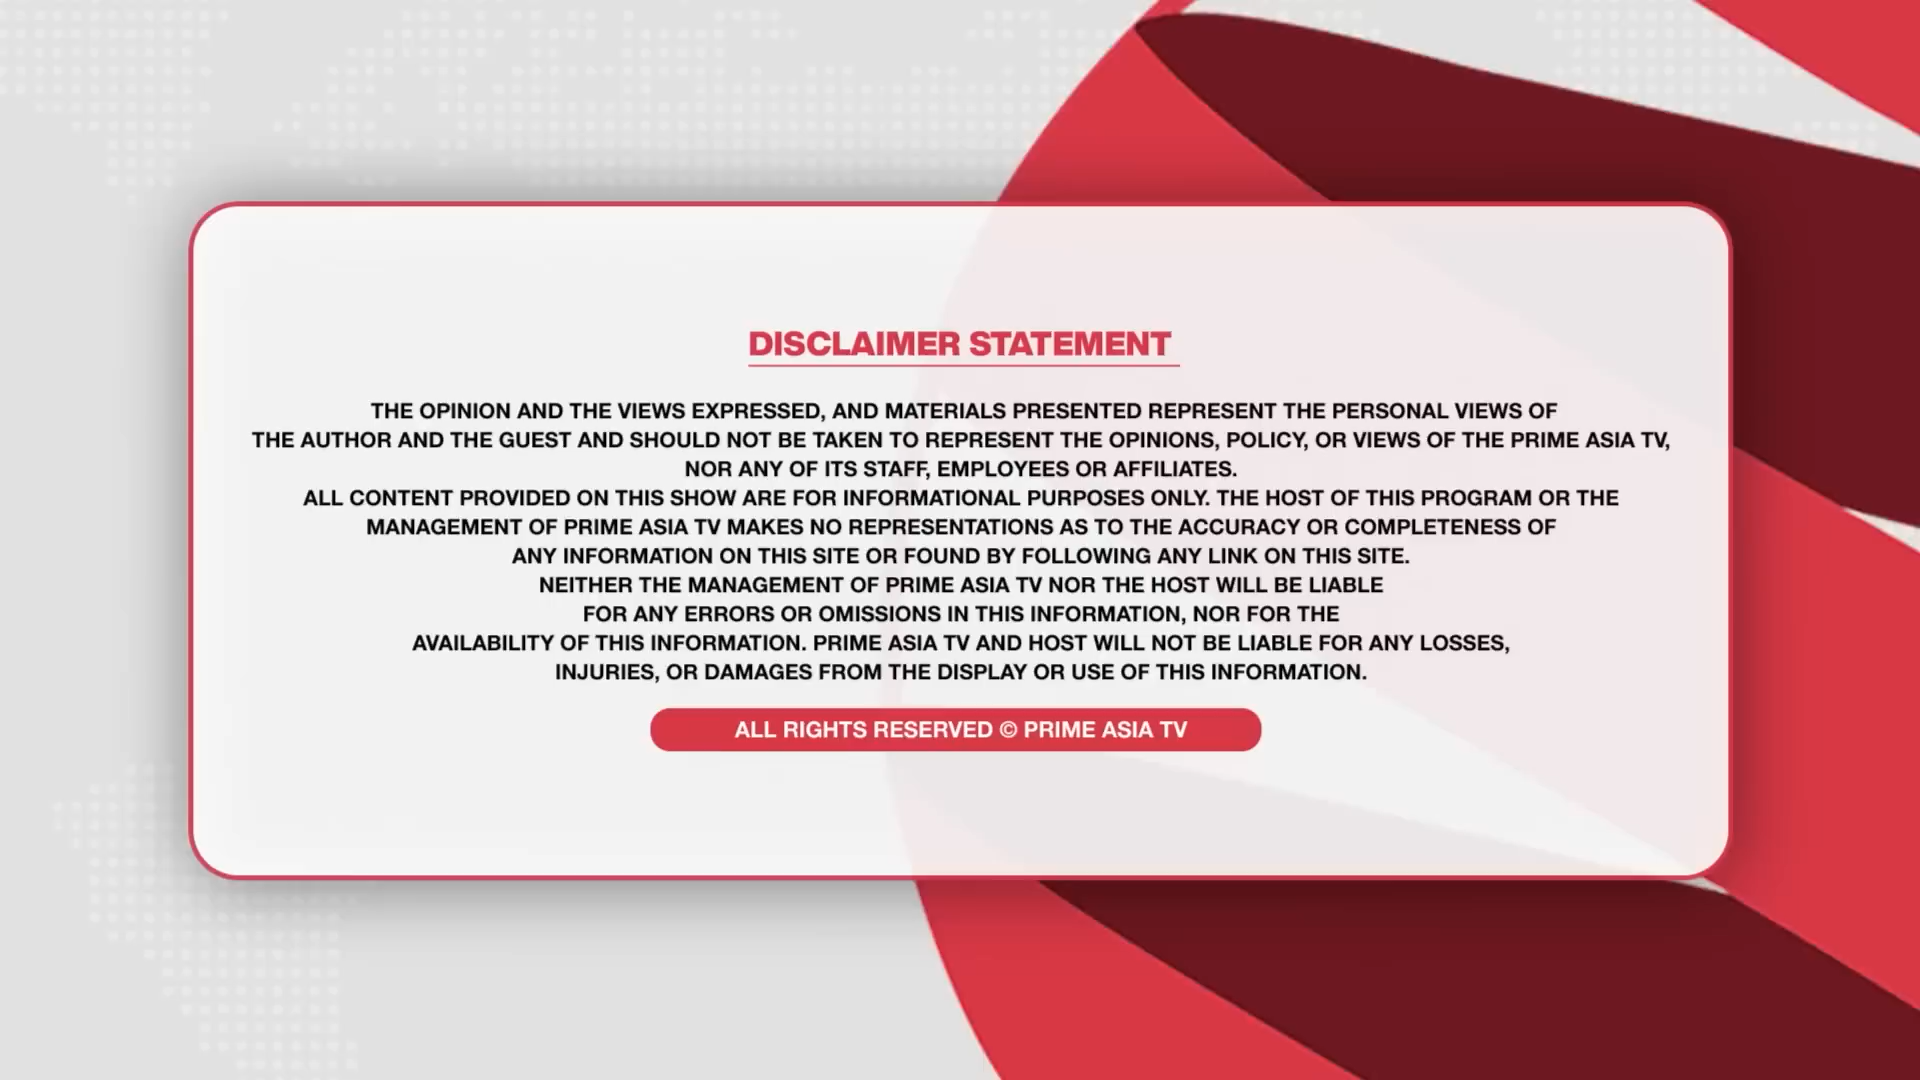 DISCLAIMER STATEMENT
THE OPINION AND THE VIEWS EXPRESSED, AND MATERIALS PRESENTED REPRESENT THE PERSONAL VIEWS OF
THE AUTHOR AND THE GUEST AND SHOULD NOT BE TAKEN TO REPRESENT THE OPINIONS, POLICY, OR VIEWS OF THE PRIME ASIA TV,
NOR ANY OF ITS STAFF, EMPLOYEES OR AFFILIATES.
ALL CONTENT PROVIDED ON THIS SHOW ARE FOR INFORMATIONAL PURPOSES ONLY. THE HOST OF THIS PROGRAM OR THE
MANAGEMENT OF PRIME ASIA TV MAKES NO REPRESENTATIONS AS TO THE ACCURACY OR COMPLETENESS OF
ANY INFORMATION ON THIS SITE OR FOUND BY FOLLOWING ANY LINK ON THIS SITE.
NEITHER THE MANAGEMENT OF PRIME ASIA TV NOR THE HOST WILL BE LIABLE
FOR ANY ERRORS OR OMISSIONS IN THIS INFORMATION, NOR FOR THE
AVAILABILITY OF THIS INFORMATION. PRIME ASIA TV AND HOST WILL NOT BE LIABLE FOR ANY LOSSES,
INJURIES, OR DAMAGES FROM THE DISPLAY OR USE OF THIS INFORMATION.
ALL RIGHTS RESERVED © PRIME ASIA TV